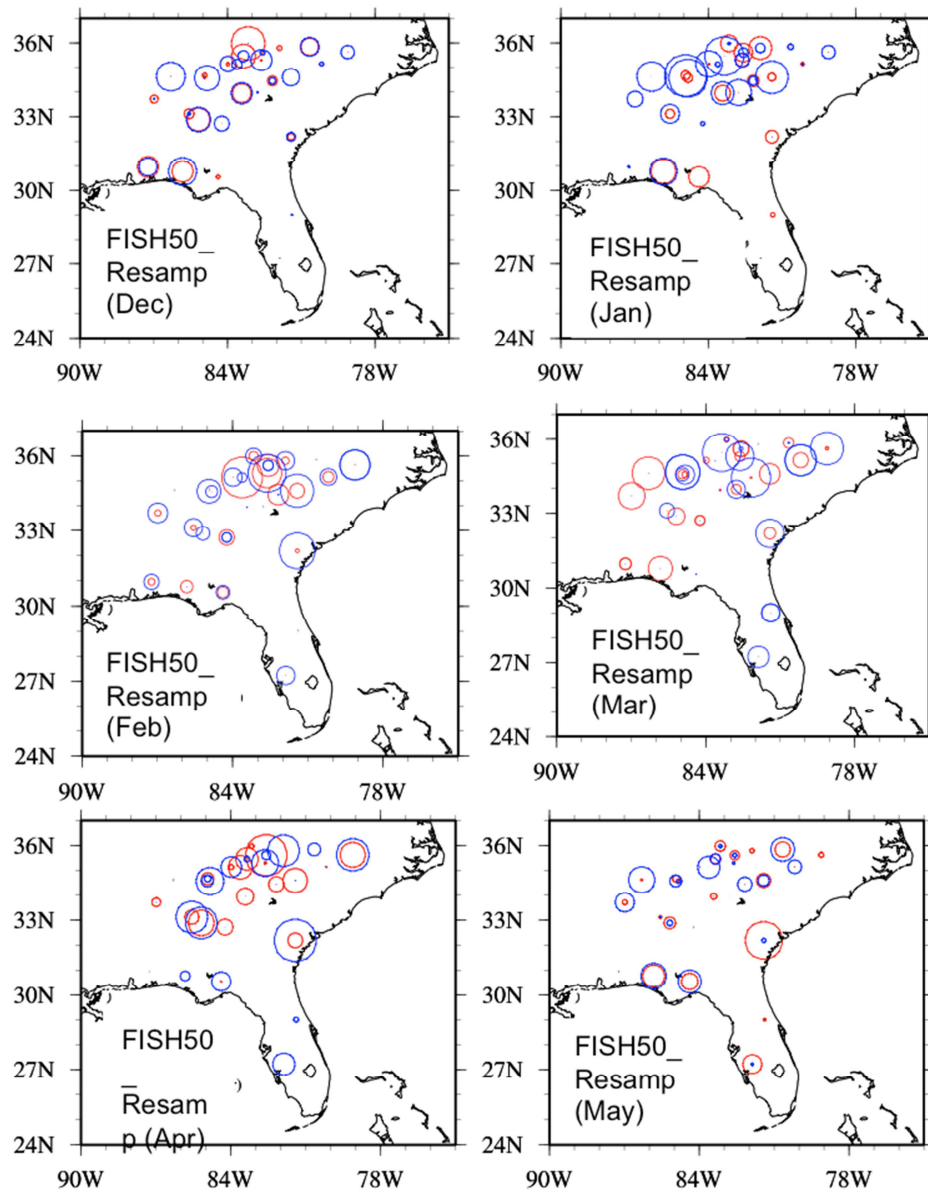 36N
33N
30N
27N
24N
90W 84W 78W
FISH50_
Resamp
(Dec)
36N
33N
30N
27N
24N
90W 84W 78W
FISH50_
Resamp
(Jan)
36N
33N
30N
27N
24N
90W 84W 78W
FISH50_
Resamp
(Feb)
36N
33N
30N
27N
24N
90W 84W 78W
FISH50_
Resamp
(Mar)
36N
33N
30N
27N
24N
90W 84W 78W
FISH50
_
Resam
p (Apr)
36N
33N
30N
27N
24N
90W 84W 78W
FISH50_
Resamp
(May)